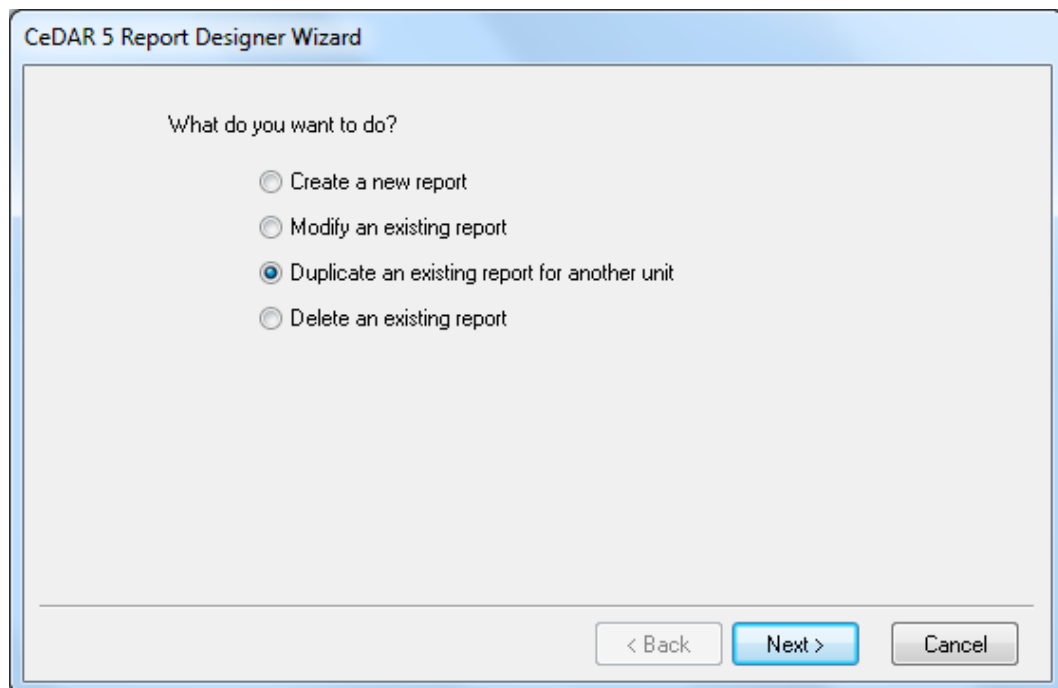 CeDAR 5 Report Designer Wizard
What do you want to do?
Create a new report
Modify an existing report
Duplicate an existing report for another unit
Delete an existing report
< Back Next > Cancel